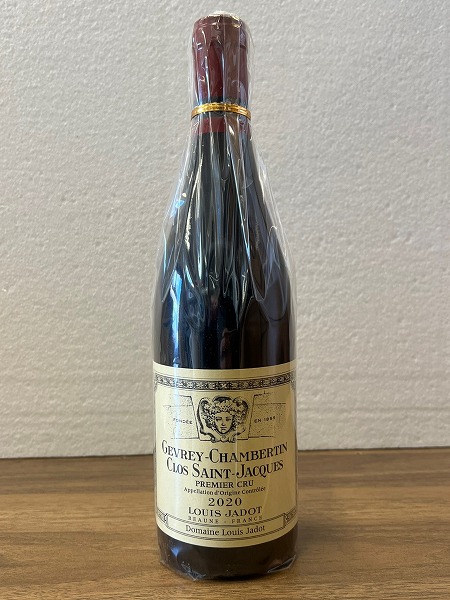 FONDÉE EN 1859
GEVREY-CHAMBERTIN
CLOS SAINT-JACQUES
PREMIER CRU
Appellation d'Origine Contrôlée
2020
LOUIS JADOT
BEAUNE - FRANCE
Domaine Louis Jadot